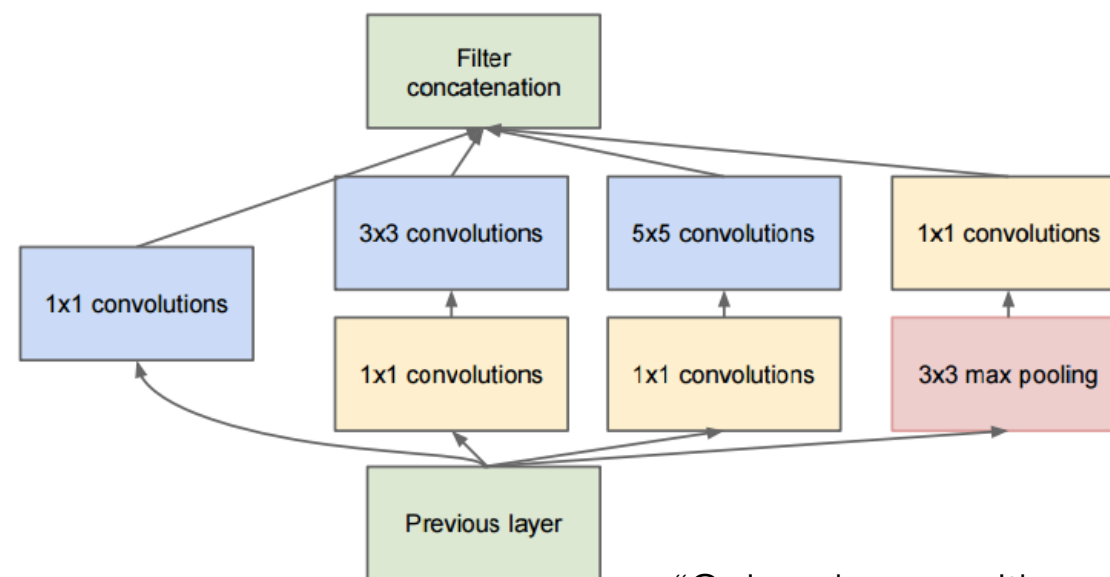 Filter
concatenation
3x3 convolutions
5x5 convolutions
1x1 convolutions
1x1 convolutions
1x1 convolutions
1x1 convolutions
3x3 max pooling
Previous layer